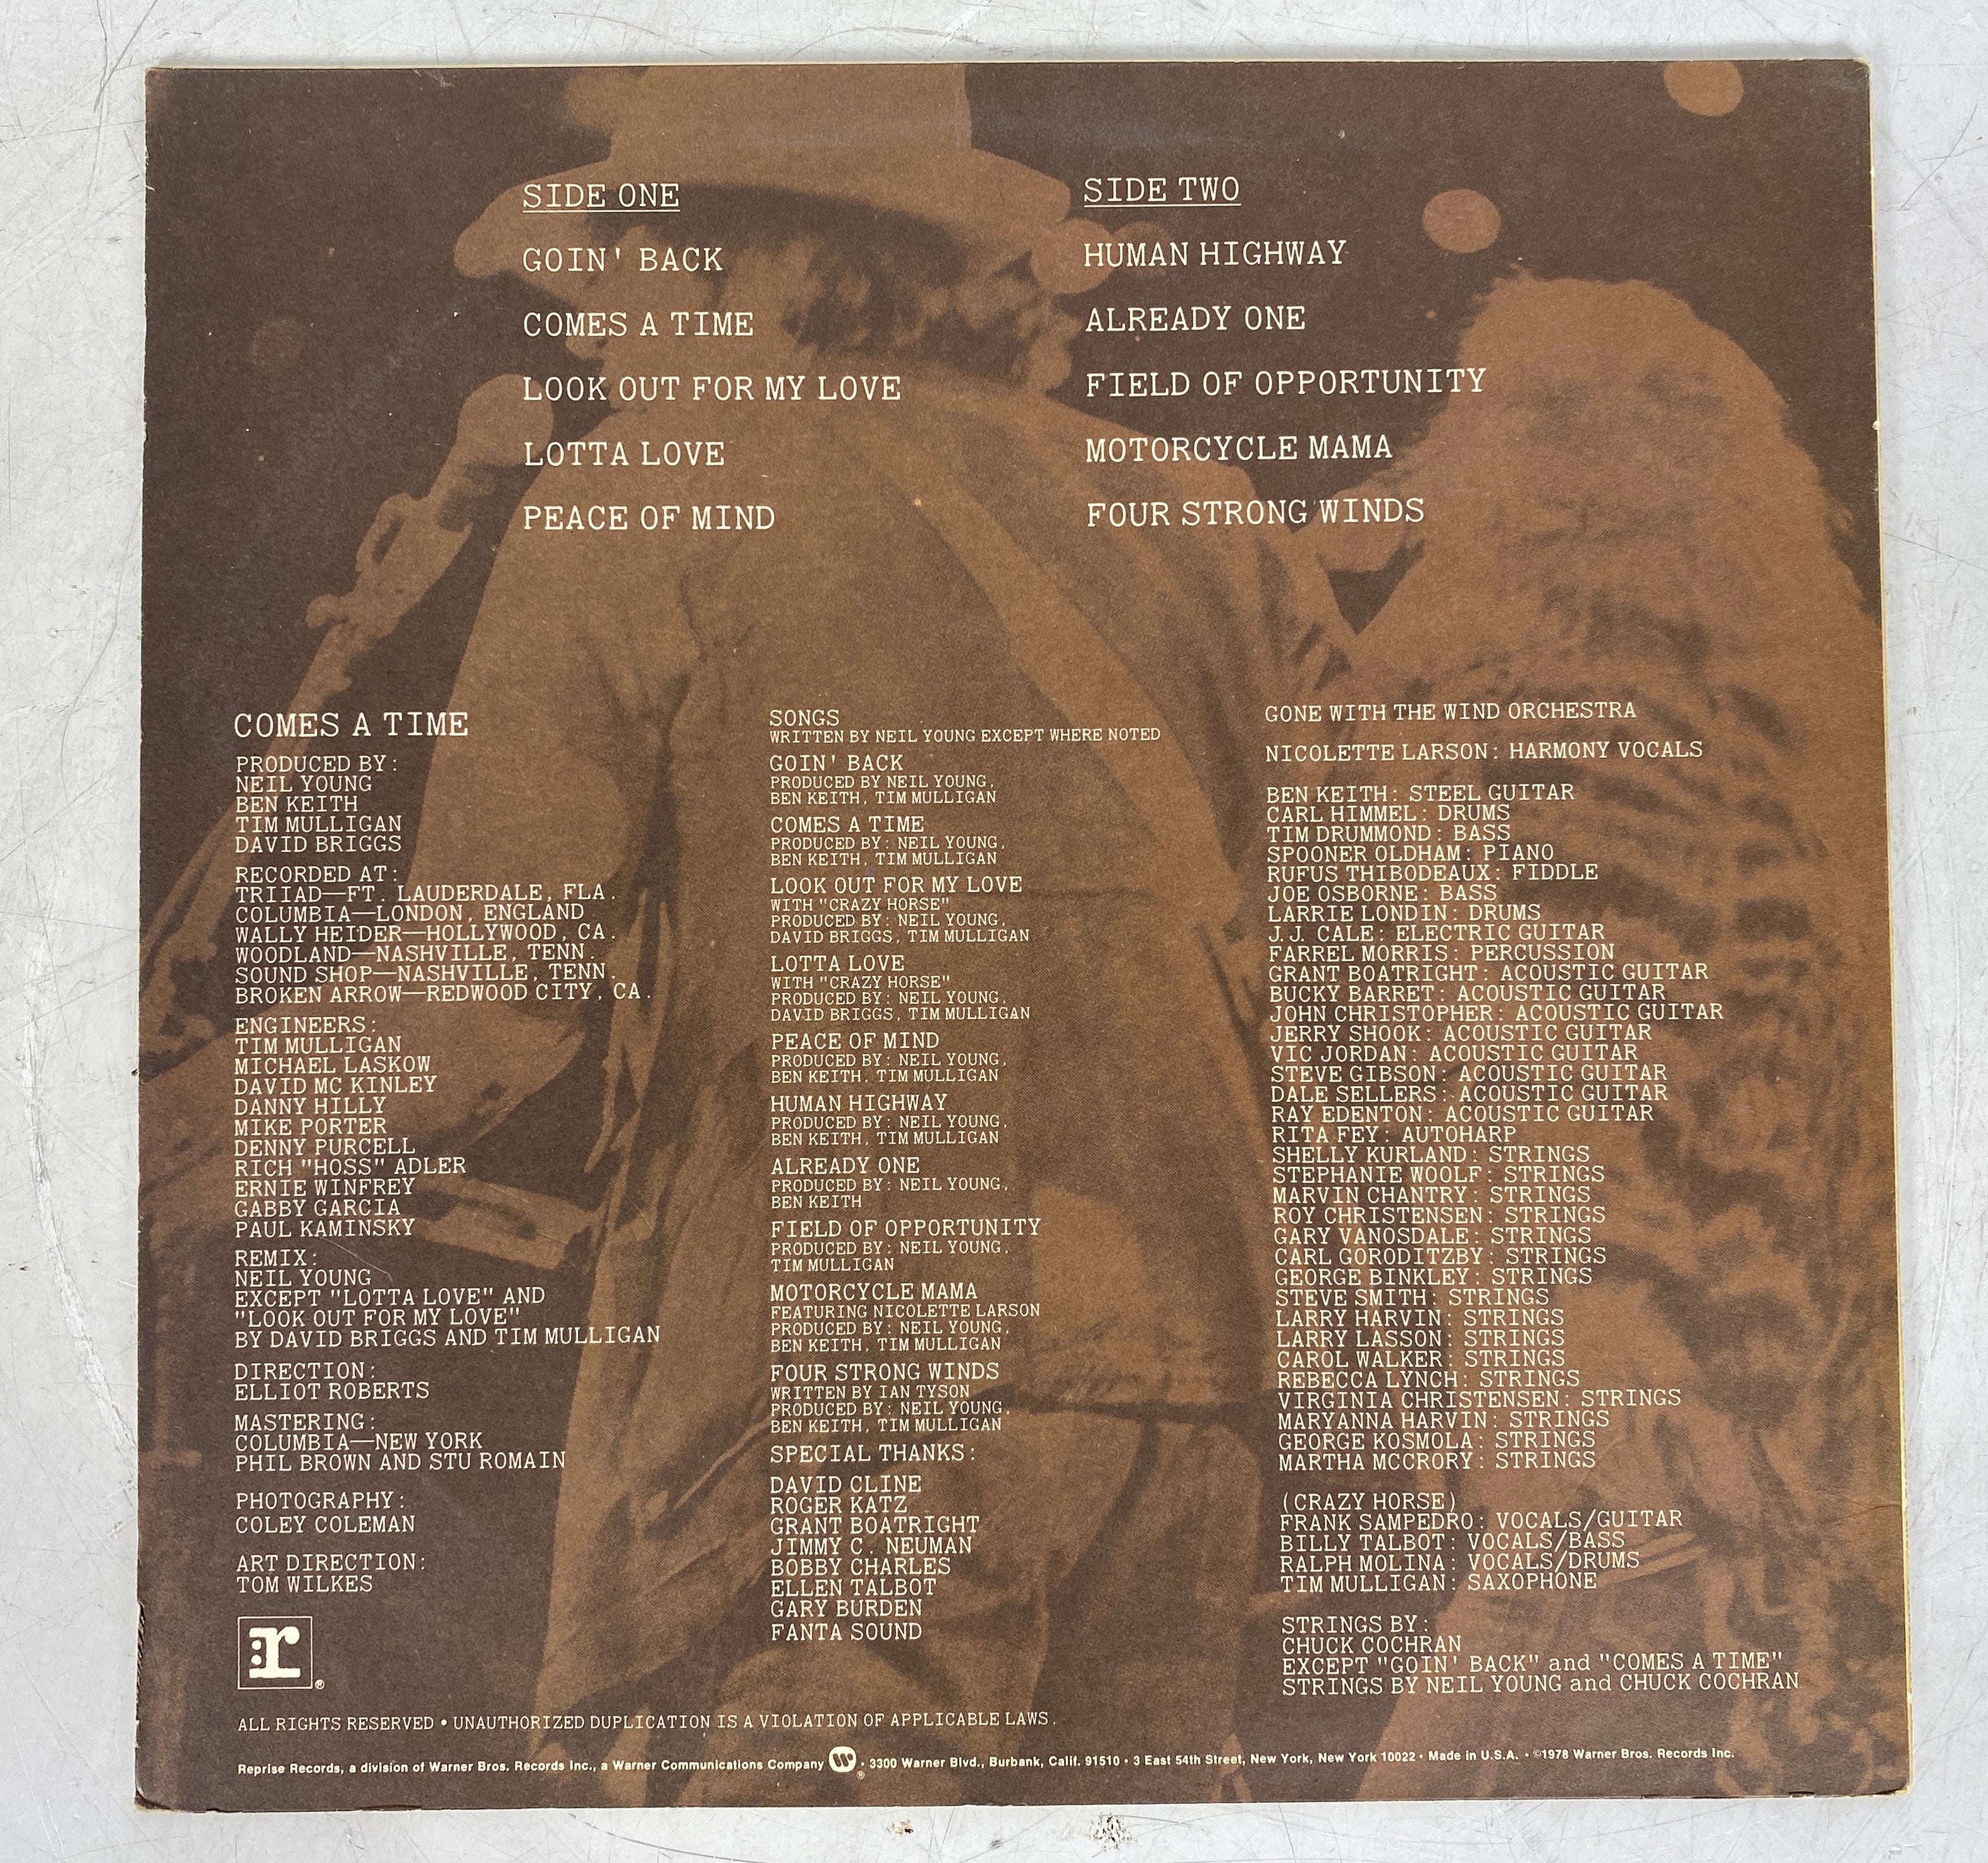 SIDE ONE
GOIN' BACK
COMES A TIME
LOOK OUT FOR MY LOVE
LOTTA LOVE
PEACE OF MIND
SIDE TWO
HUMAN HIGHWAY
ALREADY ONE
FIELD OF OPPORTUNITY
MOTORCYCLE MAMA
FOUR STRONG WINDS
COMES A TIME
PRODUCED BY:
NEIL YOUNG
BEN KEITH
TIM MULLIGAN
DAVID BRIGGS
RECORDED AT:
TRIIAD—FT. LAUDERDALE, FLA.
COLUMBIA—LONDON, ENGLAND
WALLY HEIDER—HOLLYWOOD, CA.
WOODLAND—NASHVILLE, TENN.
SOUND SHOP—NASHVILLE, TENN.
BROKEN ARROW—REDWOOD CITY, CA.
ENGINEERS:
TIM MULLIGAN
MICHAEL LASKOW
DAVID MC KINLEY
DANNY HILLY
MIKE PORTER
DENNY PURCELL
RICH "HOSS" ADLER
ERNIE WINFREY
GABBY GARCIA
PAUL KAMINSKY
REMIX:
NEIL YOUNG
EXCEPT "LOTTA LOVE" AND
"LOOK OUT FOR MY LOVE"
BY DAVID BRIGGS AND TIM MULLIGAN
DIRECTION:
ELLIOT ROBERTS
MASTERING:
COLUMBIA—NEW YORK
PHIL BROWN AND STU ROMAIN
PHOTOGRAPHY:
COLEY COLEMAN
ART DIRECTION:
TOM WILKES
:r ®
SONGS
WRITTEN BY NEIL YOUNG EXCEPT WHERE NOTED
GOIN' BACK
PRODUCED BY NEIL YOUNG,
BEN KEITH, TIM MULLIGAN
COMES A TIME
PRODUCED BY: NEIL YOUNG,
BEN KEITH, TIM MULLIGAN
LOOK OUT FOR MY LOVE
WITH "CRAZY HORSE"
PRODUCED BY: NEIL YOUNG,
DAVID BRIGGS, TIM MULLIGAN
LOTTA LOVE
WITH "CRAZY HORSE"
PRODUCED BY: NEIL YOUNG,
DAVID BRIGGS, TIM MULLIGAN
PEACE OF MIND
PRODUCED BY: NEIL YOUNG,
BEN KEITH, TIM MULLIGAN
HUMAN HIGHWAY
PRODUCED BY: NEIL YOUNG,
BEN KEITH, TIM MULLIGAN
ALREADY ONE
PRODUCED BY: NEIL YOUNG,
BEN KEITH
FIELD OF OPPORTUNITY
PRODUCED BY: NEIL YOUNG,
TIM MULLIGAN
MOTORCYCLE MAMA
FEATURING NICOLETTE LARSON
PRODUCED BY: NEIL YOUNG,
BEN KEITH, TIM MULLIGAN
FOUR STRONG WINDS
WRITTEN BY IAN TYSON
PRODUCED BY: NEIL YOUNG,
BEN KEITH, TIM MULLIGAN
SPECIAL THANKS:
DAVID CLINE
ROGER KATZ
GRANT BOATRIGHT
JIMMY C. NEUMAN
BOBBY CHARLES
ELLEN TALBOT
GARY BURDEN
FANTA SOUND
GONE WITH THE WIND ORCHESTRA
NICOLETTE LARSON: HARMONY VOCALS
BEN KEITH: STEEL GUITAR
CARL HIMMEL: DRUMS
TIM DRUMMOND: BASS
SPOONER OLDHAM: PIANO
RUFUS THIBODEAUX: FIDDLE
JOE OSBORNE: BASS
LARRIE LONDIN: DRUMS
J.J. CALE: ELECTRIC GUITAR
FARREL MORRIS: PERCUSSION
GRANT BOATRIGHT: ACOUSTIC GUITAR
BUCKY BARRET: ACOUSTIC GUITAR
JOHN CHRISTOPHER: ACOUSTIC GUITAR
JERRY SHOOK: ACOUSTIC GUITAR
VIC JORDAN: ACOUSTIC GUITAR
STEVE GIBSON: ACOUSTIC GUITAR
DALE SELLERS: ACOUSTIC GUITAR
RAY EDENTON: ACOUSTIC GUITAR
RITA FEY: AUTOHARP
SHELLY KURLAND: STRINGS
STEPHANIE WOOLF: STRINGS
MARVIN CHANTRY: STRINGS
ROY CHRISTENSEN: STRINGS
GARY VANOSDALE: STRINGS
CARL GORODITZBY: STRINGS
GEORGE BINKLEY: STRINGS
STEVE SMITH: STRINGS
LARRY HARVIN: STRINGS
LARRY LASSON: STRINGS
CAROL WALKER: STRINGS
REBECCA LYNCH: STRINGS
VIRGINIA CHRISTENSEN: STRINGS
MARYANNA HARVIN: STRINGS
GEORGE KOSMOLA: STRINGS
MARTHA MCCRORY: STRINGS
(CRAZY HORSE)
FRANK SAMPEDRO: VOCALS/GUITAR
BILLY TALBOT: VOCALS/BASS
RALPH MOLINA: VOCALS/DRUMS
TIM MULLIGAN: SAXOPHONE
STRINGS BY:
CHUCK COCHRAN
EXCEPT "GOIN' BACK" and "COMES A TIME"
STRINGS BY NEIL YOUNG and CHUCK COCHRAN
ALL RIGHTS RESERVED • UNAUTHORIZED DUPLICATION IS A VIOLATION OF APPLICABLE LAWS.
Reprise Records, a division of Warner Bros. Records Inc., a Warner Communications Company W ® • 3300 Warner Blvd., Burbank, Calif. 91510 • 3 East 54th Street, New York, New York 10022 • Made in U.S.A. • ©1978 Warner Bros. Records Inc.